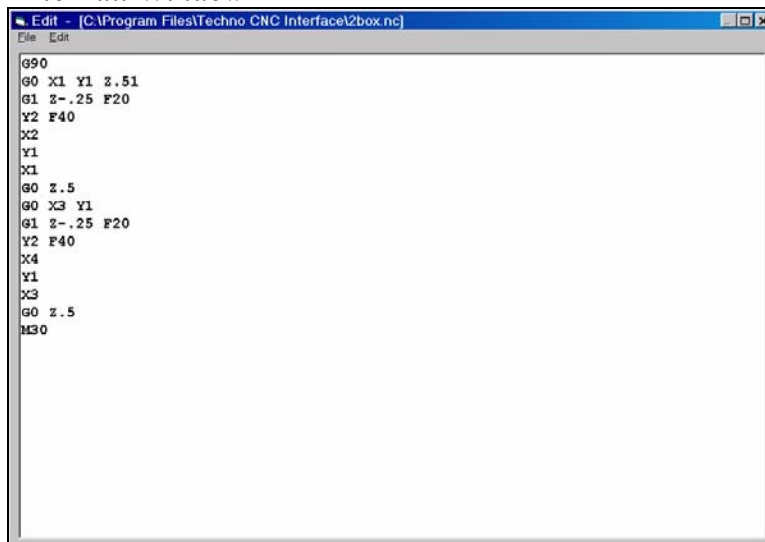 Edit - [C:\Program Files\Techno CNC Interface\2box.nc]
File Edit
G90
G0 X1 Y1 Z.51
G1 Z-.25 F20
Y2 F40
X2
Y1
X1
G0 Z.5
G0 X3 Y1
G1 Z-.25 F20
Y2 F40
X4
Y1
X3
G0 Z.5
M30